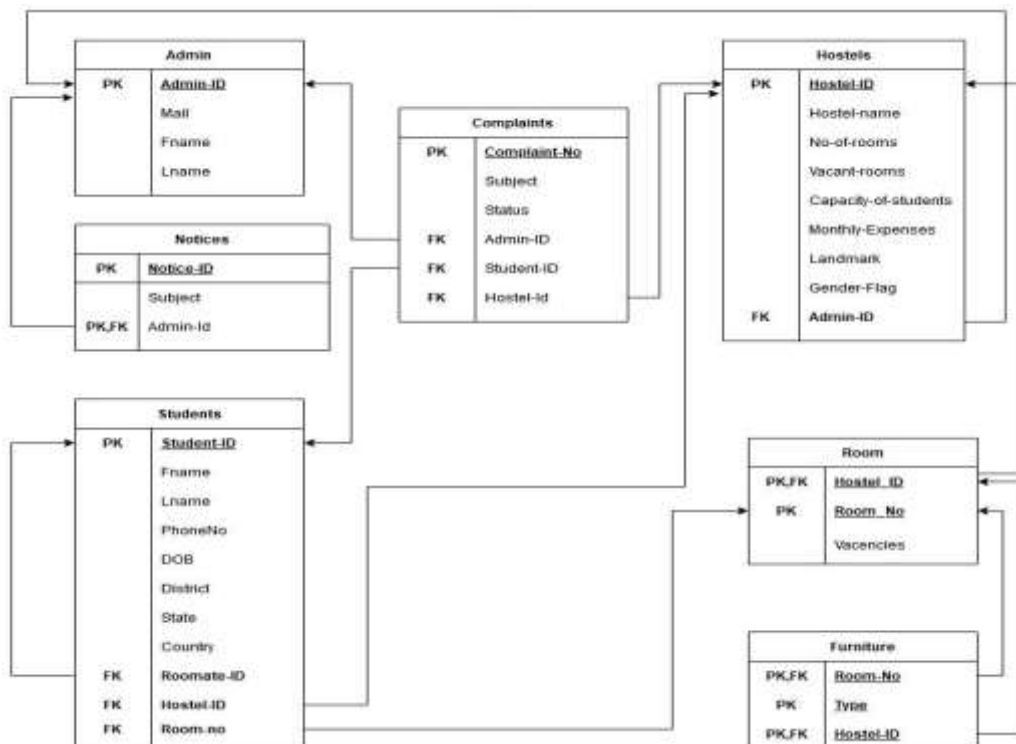 Admin
PK Admin-ID
Mail
Fname
Lname
Notices
PK Notice-ID
Subject
PK,FK Admin-Id
Complaints
PK Complaint-No
Subject
Status
FK Admin-ID
FK Student-ID
FK Hostel-Id
Hostels
PK Hostel-ID
Hostel-name
No-of-rooms
Vacant-rooms
Capacity-of-students
Monthly-Expenses
Landmark
Gender-Flag
FK Admin-ID
Students
PK Student-ID
Fname
Lname
PhoneNo
DOB
District
State
Country
FK Roomate-ID
FK Hostel-ID
FK Room-no
Room
PK,FK Hostel_ID
PK Room_No
Vacencies
Furniture
PK,FK Room-No
PK Type
PK,FK Hostel-ID